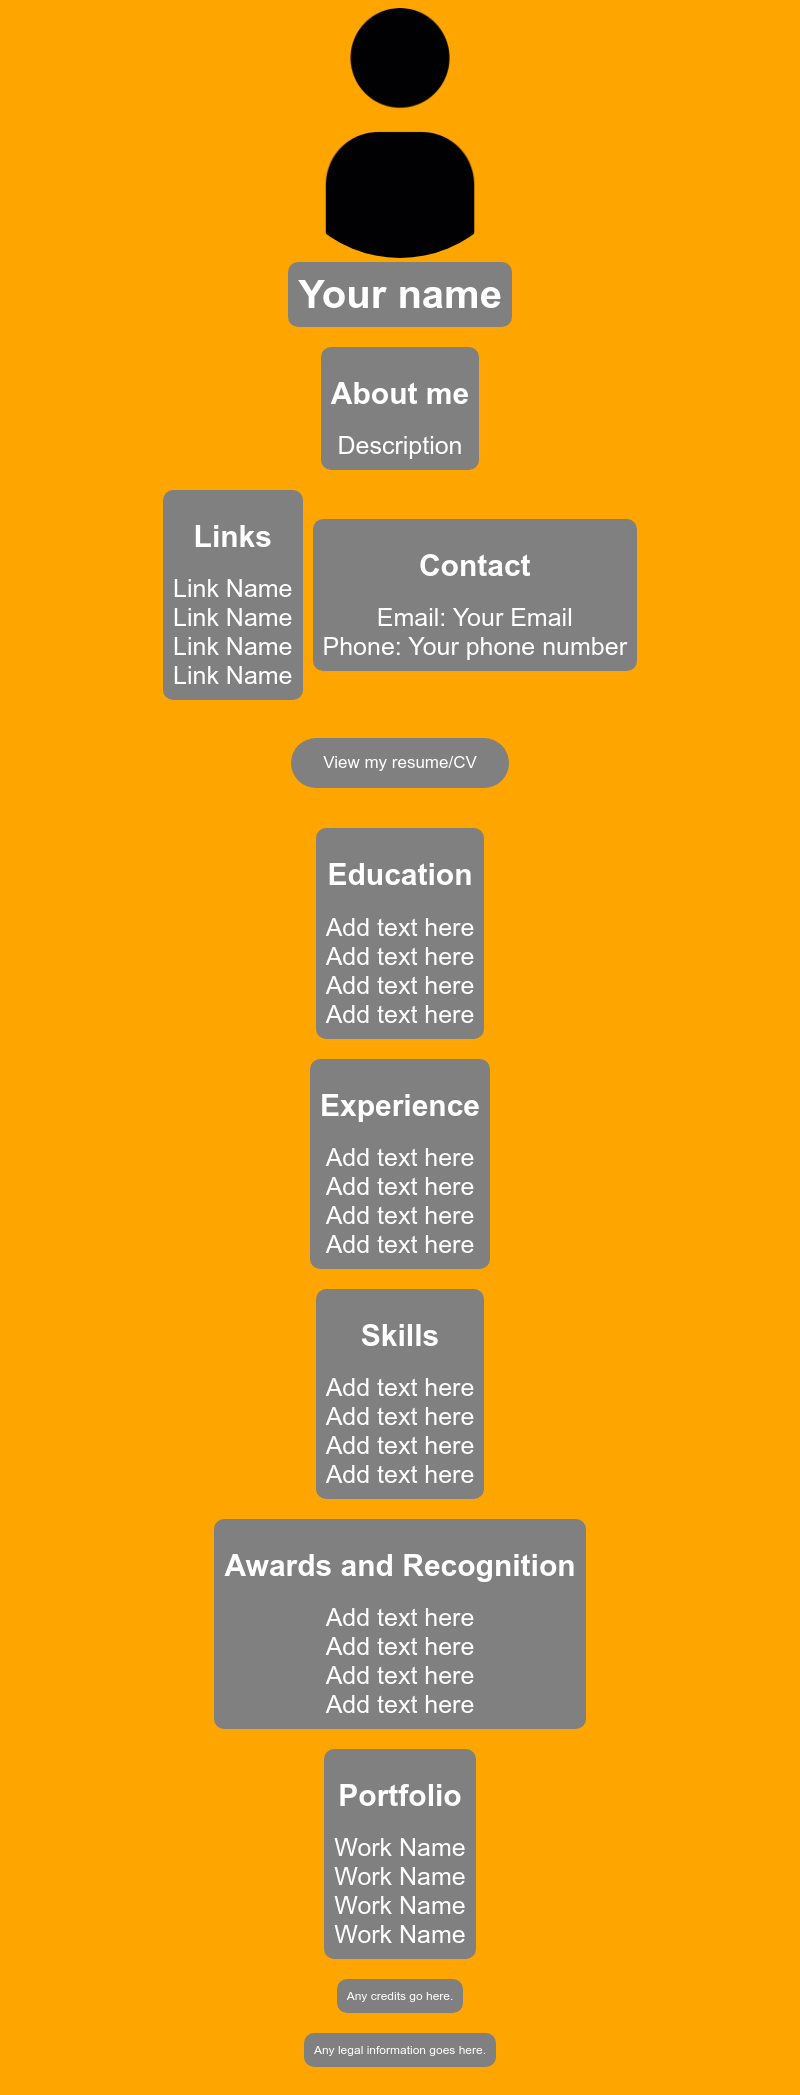 Your name
About me
Description
Links
Link Name
Link Name
Link Name
Link Name
Contact
Email: Your Email
Phone: Your phone number
View my resume/CV
Education
Add text here
Add text here
Add text here
Add text here
Experience
Add text here
Add text here
Add text here
Add text here
Skills
Add text here
Add text here
Add text here
Add text here
Awards and Recognition
Add text here
Add text here
Add text here
Add text here
Portfolio
Work Name
Work Name
Work Name
Work Name
Any credits go here.
Any legal information goes here.